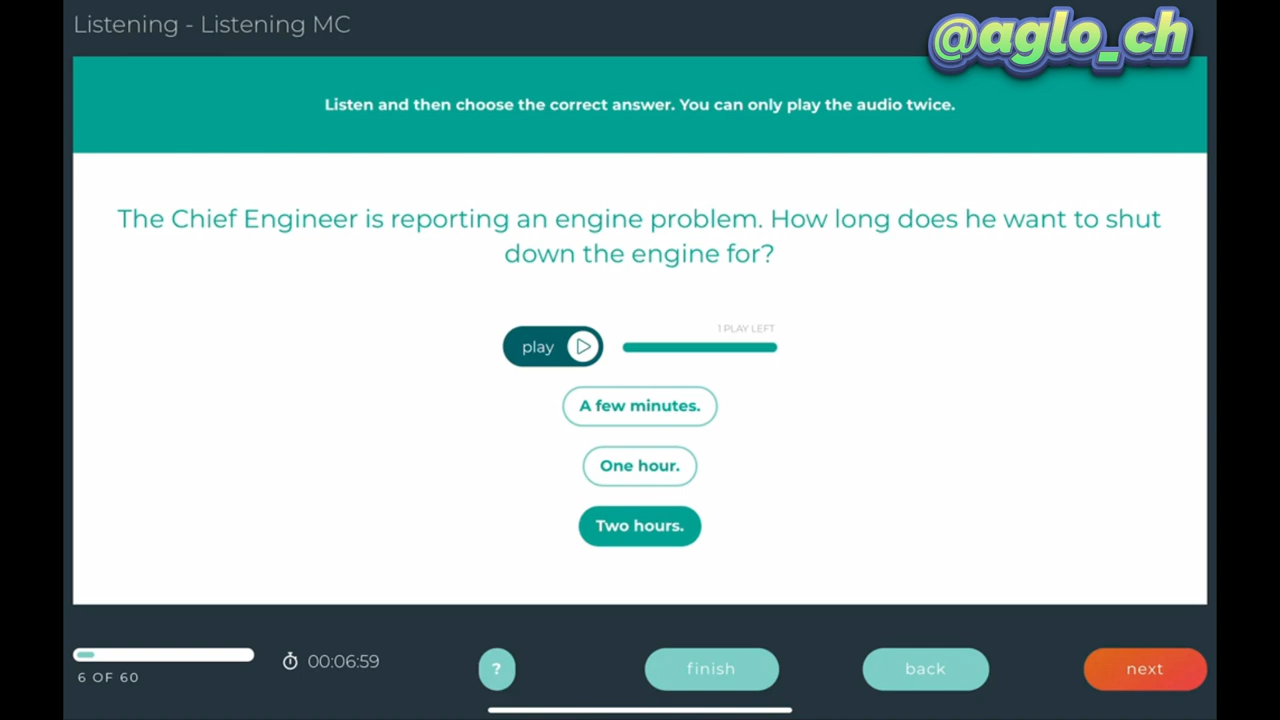 Listening - Listening MC
@aglo_ch
Listen and then choose the correct answer. You can only play the audio twice.
The Chief Engineer is reporting an engine problem. How long does he want to shut
down the engine for?
1 PLAY LEFT
play
A few minutes.
One hour.
Two hours.
6 OF 60
00:06:59
?
finish
back
next